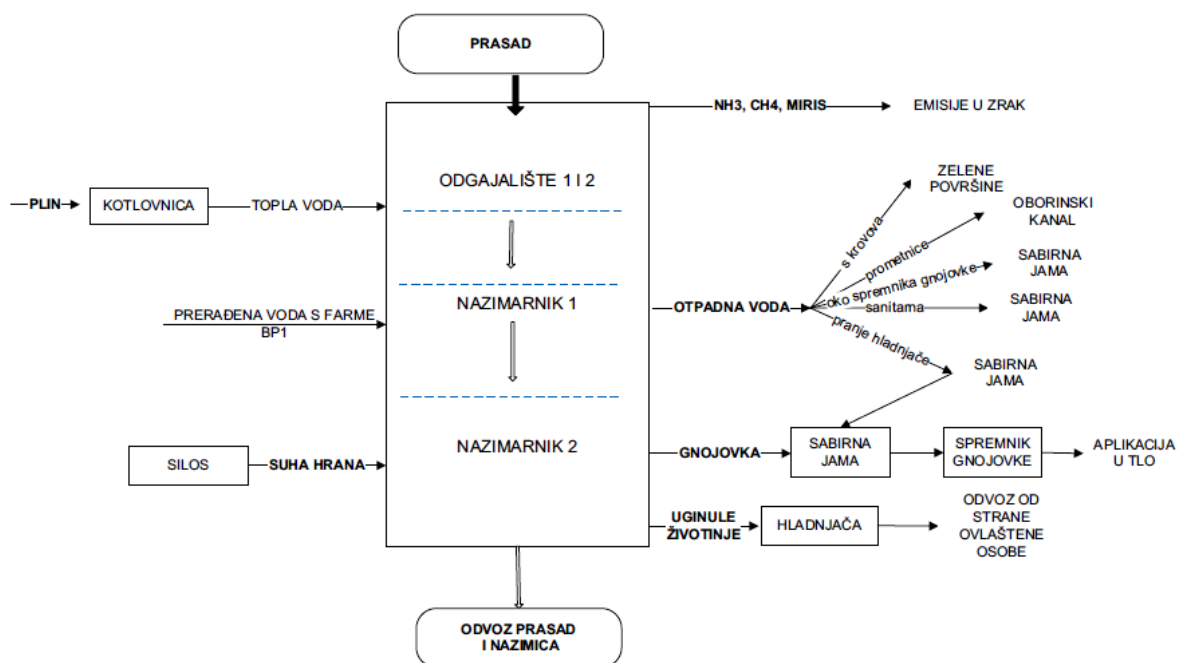 PRASAD
NH3, CH4, MIRIS
EMISIJE U ZRAK
ODGAJALIŠTE 1 I 2
ZELENE
POVRŠINE
PLIN
KOTLOVNICA
TOPLA VODA
s krovova
OBORINSKI
KANAL
prometnice
SABIRNA
JAMA
oko spremnika gnojovke
NAZIMARNIK 1
OTPADNA VODA
sanitama
SABIRNA
JAMA
PRERAĐENA VODA S FARME
BP1
pranje hladnjače
SABIRNA
JAMA
NAZIMARNIK 2
SILOS
SUHA HRANA
GNOJOVKA
SABIRNA
JAMA
SPREMNIK
GNOJOVKE
APLIKACIJA
U TLO
UGINULE
ŽIVOTINJE
HLADNJAČA
ODVOZ OD
STRANE
OVLAŠTENE
OSOBE
ODVOZ PRASAD
I NAZIMICA